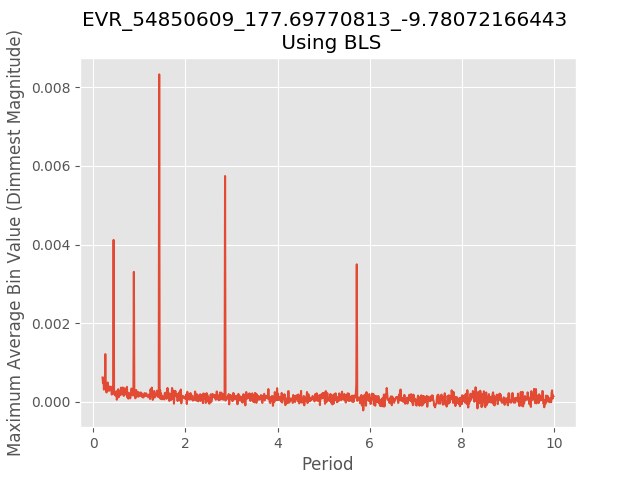 EVR_54850609_177.69770813_-9.78072166443
Using BLS
Maximum Average Bin Value (Dimmest Magnitude)
0.008
0.006
0.004
0.002
0.000
0
2
4
6
8
10
Period